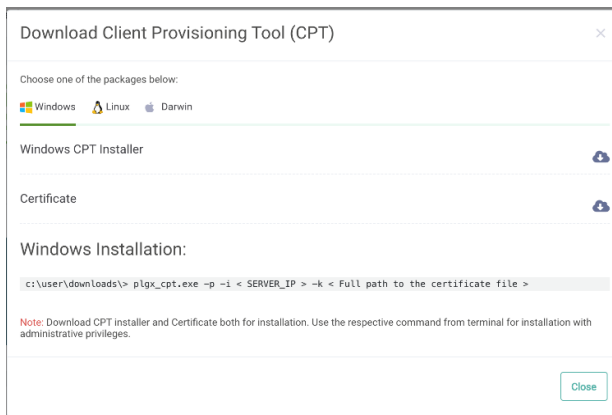 Download Client Provisioning Tool (CPT)
Choose one of the packages below:
Windows Linux Darwin
Windows CPT Installer
Certificate
Windows Installation:
c:\user\downloads\> plgx_cpt.exe -p -i < SERVER_IP > -k < Full path to the certificate file >
Note: Download CPT installer and Certificate both for installation. Use the respective command from terminal for installation with
administrative privileges.
Close